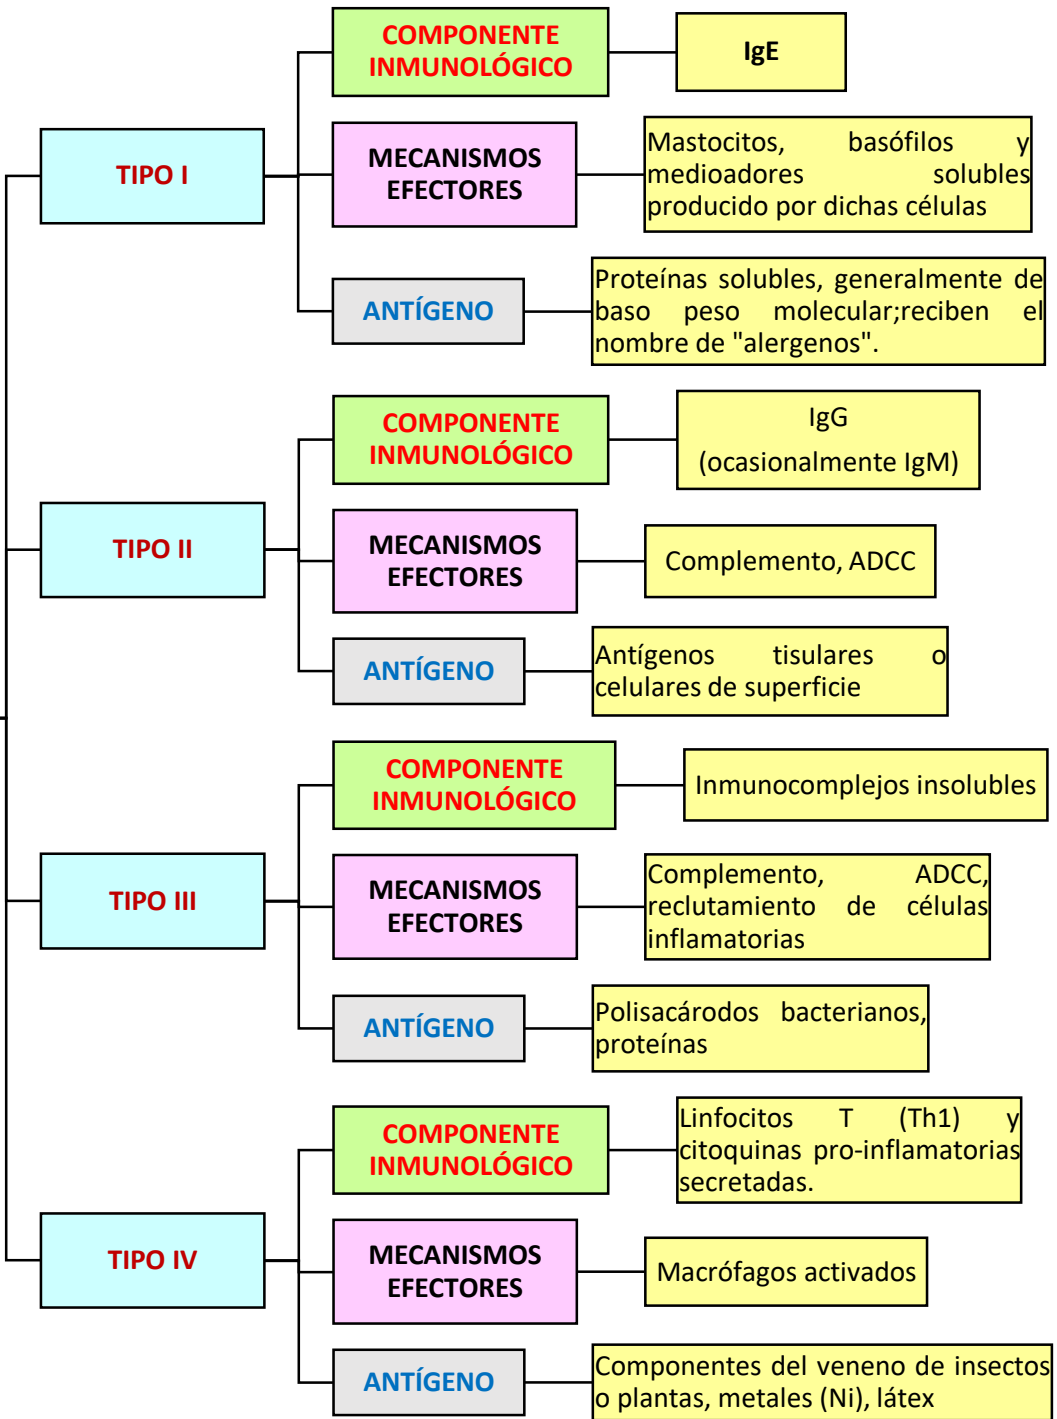 TIPO I
COMPONENTE
INMUNOLÓGICO
IgE
MECANISMOS
EFECTORES
Mastocitos, basófilos y
medioadores solubles
producido por dichas células
ANTÍGENO
Proteínas solubles, generalmente de
baso peso molecular;reciben el
nombre de "alergenos".
TIPO II
COMPONENTE
INMUNOLÓGICO
IgG
(ocasionalmente IgM)
MECANISMOS
EFECTORES
Complemento, ADCC
ANTÍGENO
Antígenos tisulares o
celulares de superficie
TIPO III
COMPONENTE
INMUNOLÓGICO
Inmunocomplejos insolubles
MECANISMOS
EFECTORES
Complemento, ADCC,
reclutamiento de células
inflamatorias
ANTÍGENO
Polisacáródos bacterianos,
proteínas
TIPO IV
COMPONENTE
INMUNOLÓGICO
Linfocitos T (Th1) y
citoquinas pro-inflamatorias
secretadas.
MECANISMOS
EFECTORES
Macrófagos activados
ANTÍGENO
Componentes del veneno de insectos
o plantas, metales (Ni), látex